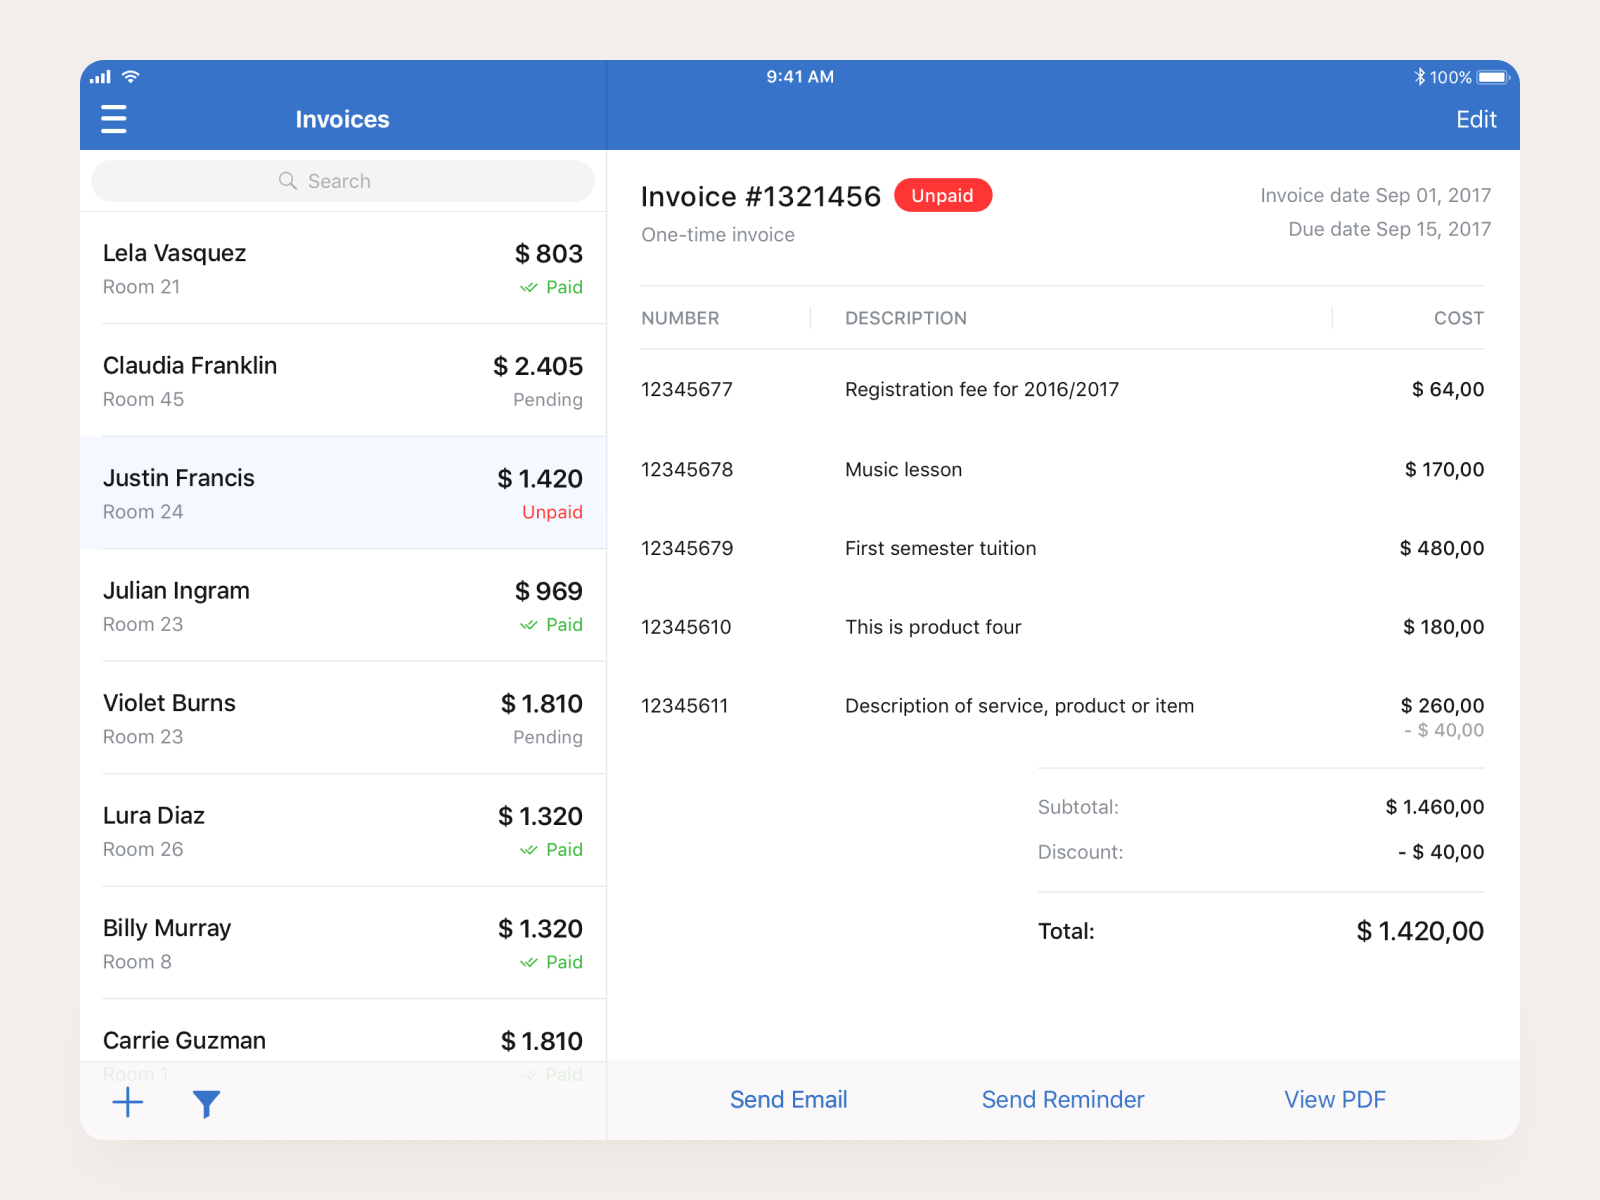 9:41 AM
100%
Invoices
Edit
Search
Lela Vasquez
$ 803
Room 21
Paid
Claudia Franklin
$ 2.405
Room 45
Pending
Justin Francis
$ 1.420
Room 24
Unpaid
Julian Ingram
$ 969
Room 23
Paid
Violet Burns
$ 1.810
Room 23
Pending
Lura Diaz
$ 1.320
Room 26
Paid
Billy Murray
$ 1.320
Room 8
Paid
Carrie Guzman
$ 1.810
Room 1
Paid
Invoice #1321456
Unpaid
One-time invoice
Invoice date Sep 01, 2017
Due date Sep 15, 2017
NUMBER DESCRIPTION COST
12345677 Registration fee for 2016/2017 $ 64,00
12345678 Music lesson $ 170,00
12345679 First semester tuition $ 480,00
12345610 This is product four $ 180,00
12345611 Description of service, product or item $ 260,00
- $ 40,00
Subtotal: $ 1.460,00
Discount: - $ 40,00
Total: $ 1.420,00
Send Email Send Reminder View PDF